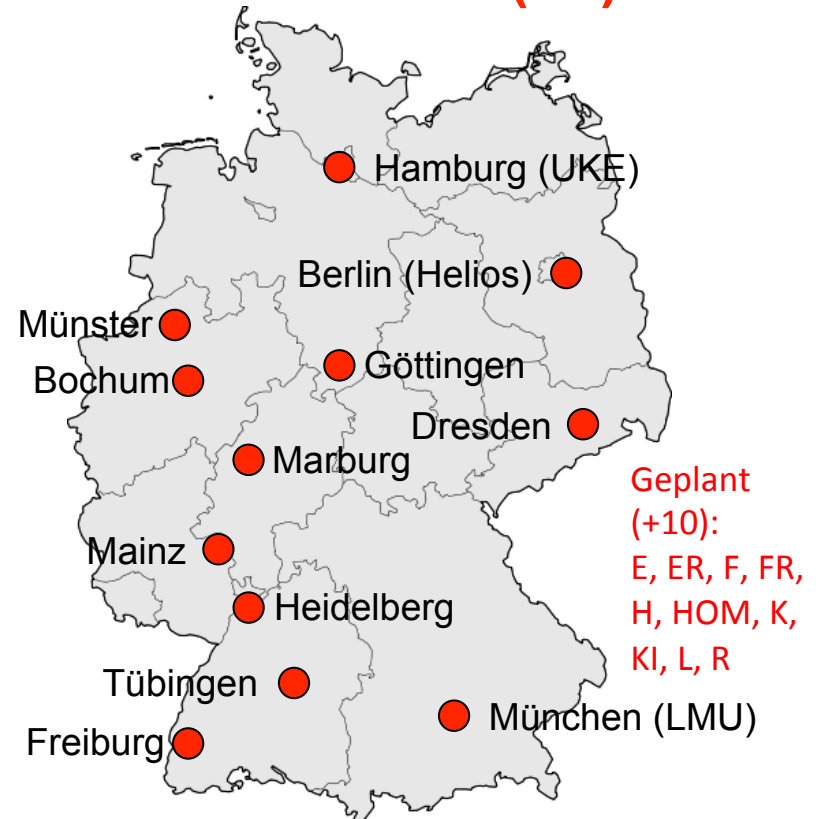 Hamburg (UKE)
Berlin (Helios)
Münster
Göttingen
Bochum
Dresden
Marburg
Geplant
(+10):
E, ER, F, FR,
H, HOM, K,
KI, L, R
Mainz
Heidelberg
Tübingen
München (LMU)
Freiburg